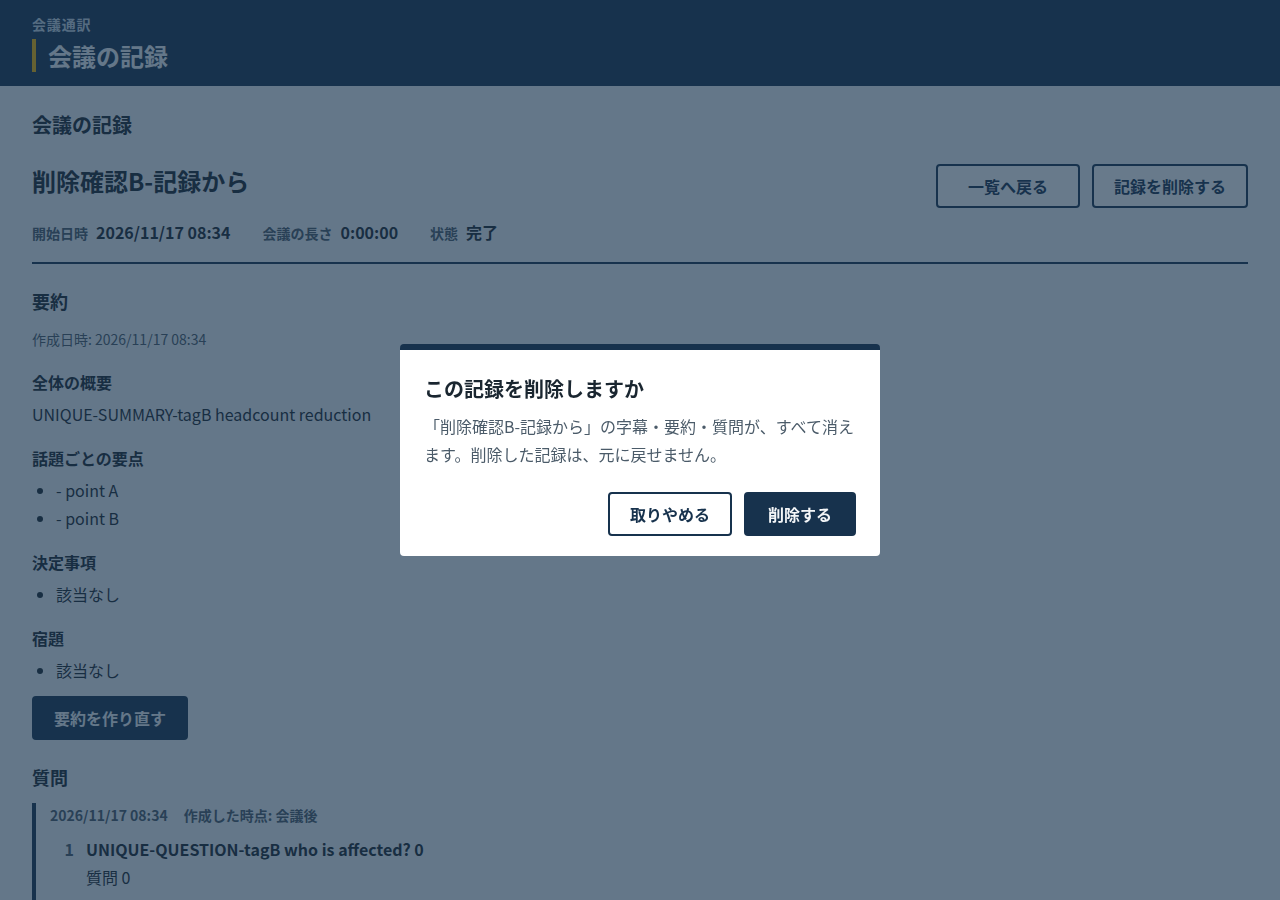 会議通訳
会議の記録
会議の記録
削除確認B-記録から
一覧へ戻る
記録を削除する
開始日時 2026/11/17 08:34 会議の長さ 0:00:00 状態 完了
要約
作成日時: 2026/11/17 08:34
全体の概要
UNIQUE-SUMMARY-tagB headcount reduction
話題ごとの要点
- point A
- point B
決定事項
該当なし
宿題
該当なし
要約を作り直す
質問
2026/11/17 08:34 作成した時点: 会議後
1 UNIQUE-QUESTION-tagB who is affected? 0
質問 0
この記録を削除しますか
「削除確認B-記録から」の字幕・要約・質問が、すべて消え
ます。削除した記録は、元に戻せません。
取りやめる
削除する